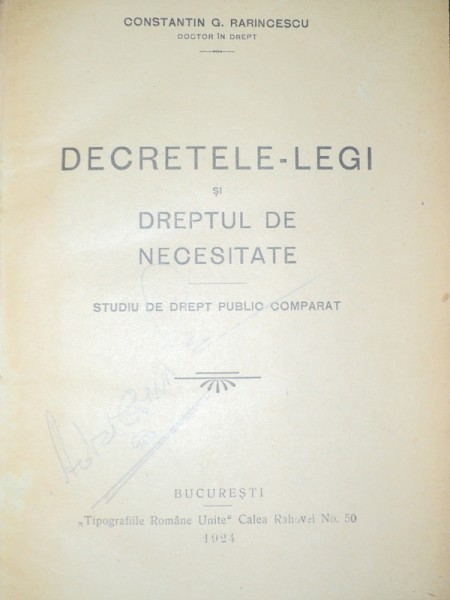 CONSTANTIN G. RARINCESCU
DOCTOR ÎN DREPT
DECRETELE-LEGI
ȘI
DREPTUL DE
NECESITATE
STUDIU DE DREPT PUBLIC COMPARAT
BUCUREȘTI
„Tipografiile Române Unite“ Calea Rahovei No. 50
1924